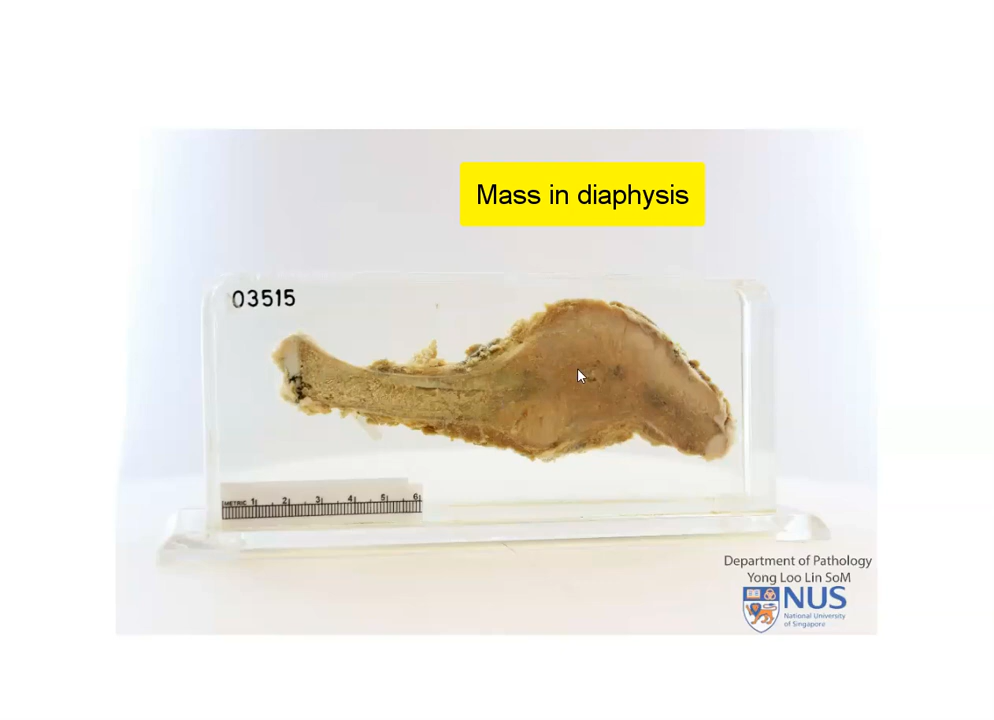 Mass in diaphysis
03515
METRIC 1 2 3 4 5 6
Department of Pathology
Yong Loo Lin SoM
NUS
National University
of Singapore